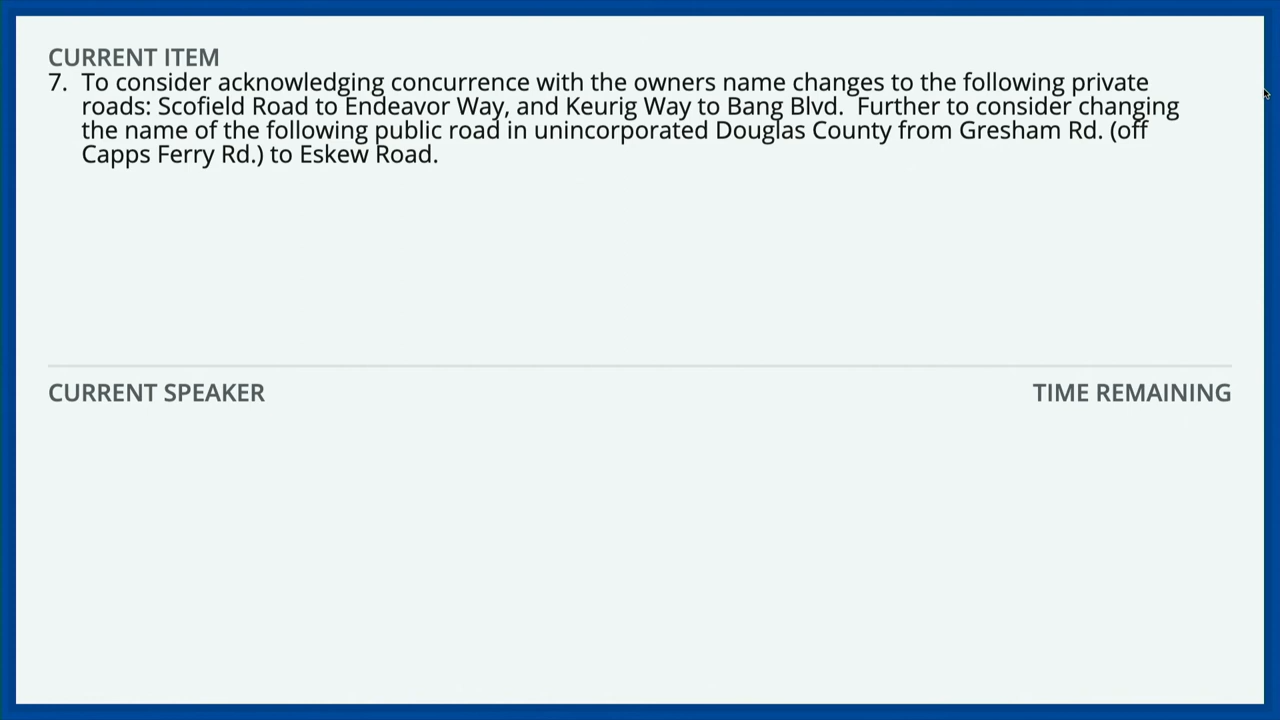 CURRENT ITEM
7. To consider acknowledging concurrence with the owners name changes to the following private
roads: Scofield Road to Endeavor Way, and Keurig Way to Bang Blvd.  Further to consider changing
the name of the following public road in unincorporated Douglas County from Gresham Rd. (off
Capps Ferry Rd.) to Eskew Road.
CURRENT SPEAKER
TIME REMAINING